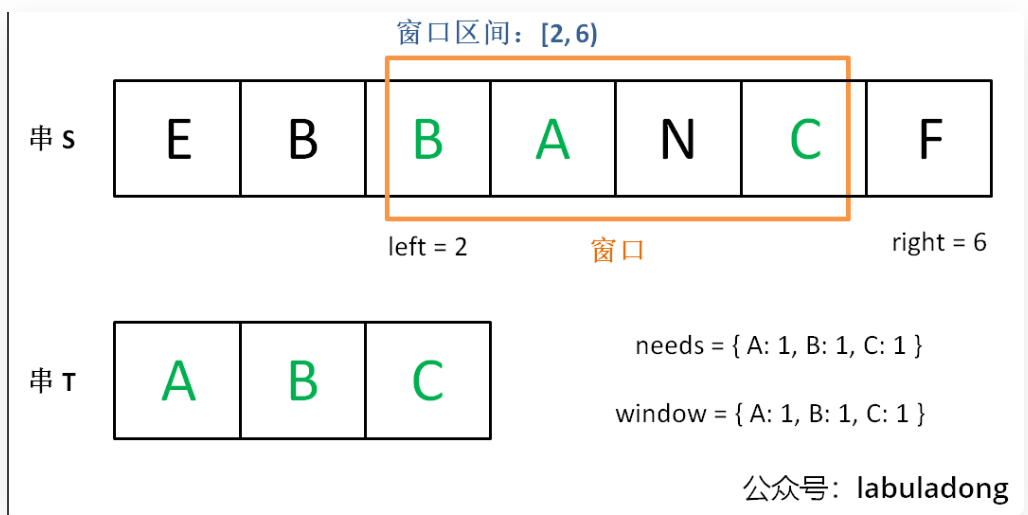 窗口区间：[2, 6)
串 S E B B A N C F
left = 2 窗口 right = 6
串 T A B C
needs = { A: 1, B: 1, C: 1 }
window = { A: 1, B: 1, C: 1 }
公众号：labuladong